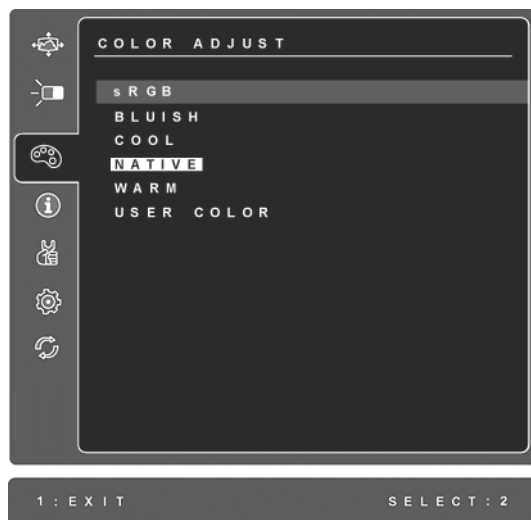 COLOR ADJUST
sRGB
BLUISH
COOL
NATIVE
WARM
USER COLOR
1:EXIT SELECT:2